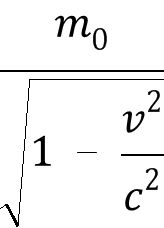 m₀
√1 − v²
c²